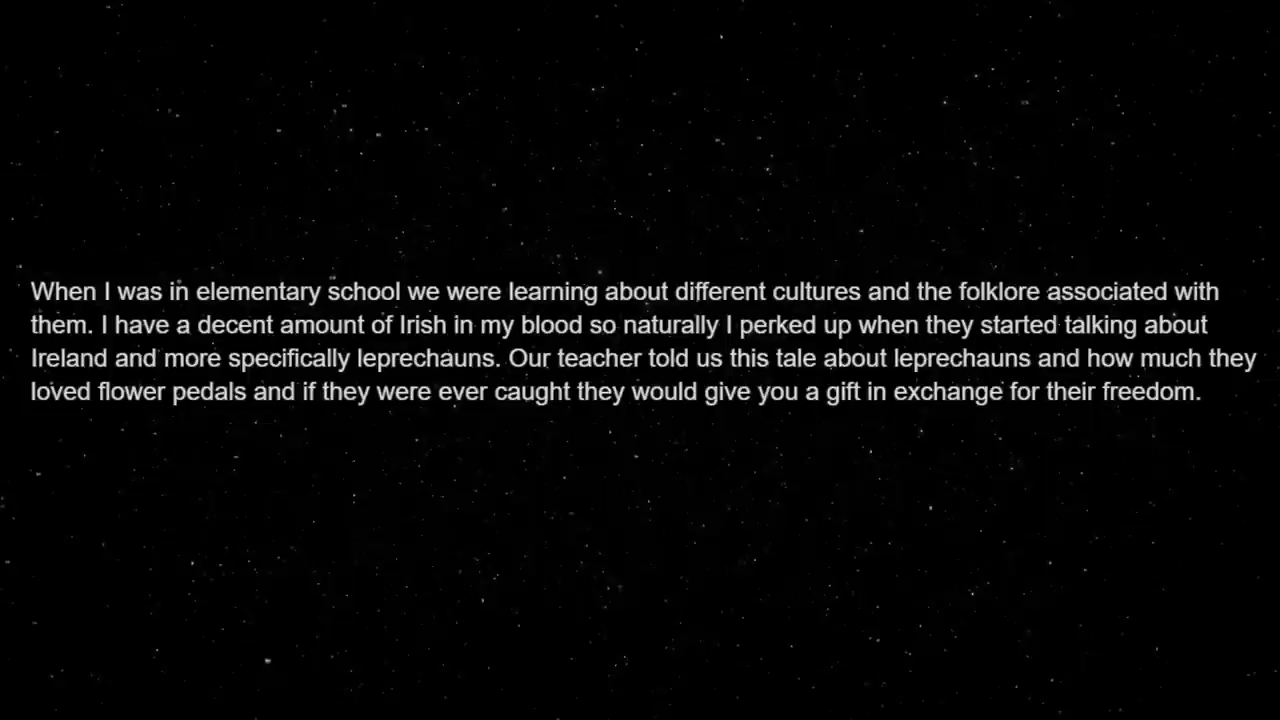 When I was in elementary school we were learning about different cultures and the folklore associated with
them. I have a decent amount of Irish in my blood so naturally I perked up when they started talking about
Ireland and more specifically leprechauns. Our teacher told us this tale about leprechauns and how much they
loved flower pedals and if they were ever caught they would give you a gift in exchange for their freedom.